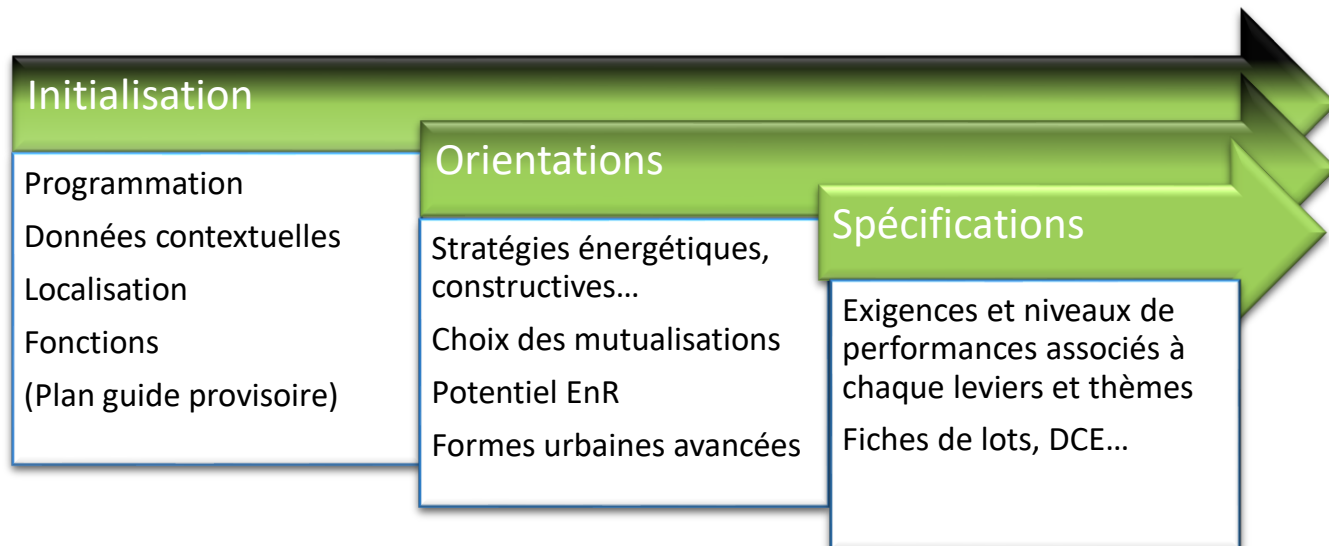 Initialisation
Programmation
Données contextuelles
Localisation
Fonctions
(Plan guide provisoire)
Orientations
Stratégies énergétiques,
constructives…
Choix des mutualisations
Potentiel EnR
Formes urbaines avancées
Spécifications
Exigences et niveaux de
performances associés à
chaque leviers et thèmes
Fiches de lots, DCE…